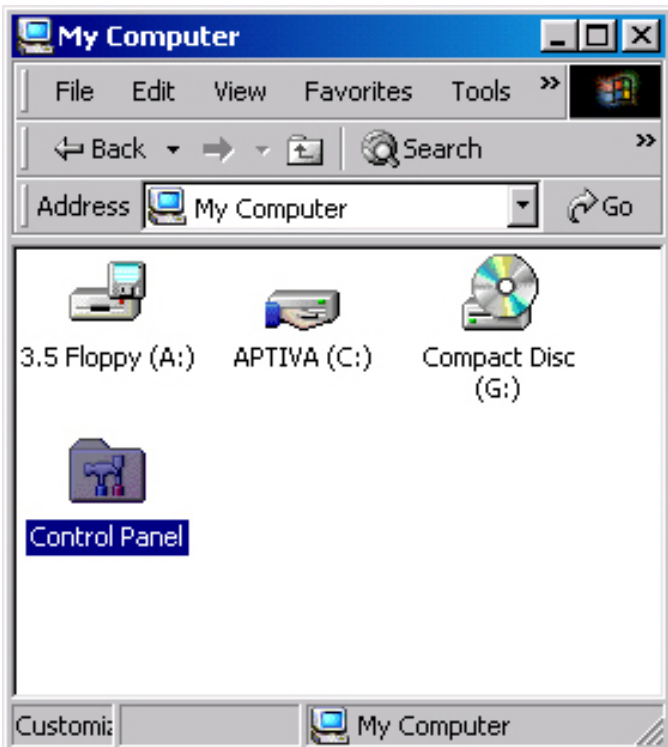 My Computer
File Edit View Favorites Tools »
Back Search »
Address My Computer Go
3.5 Floppy (A:) APTIVA (C:) Compact Disc
(G:)
Control Panel
Customiz My Computer